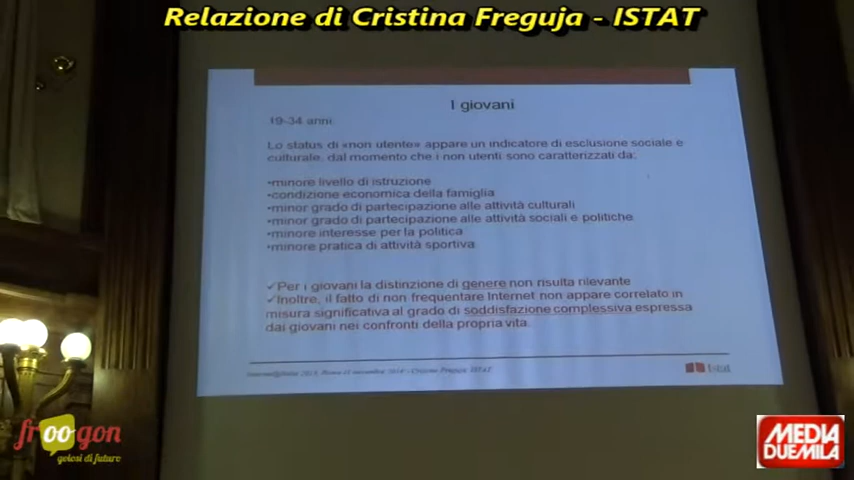 Relazione di Cristina Freguja - ISTAT
I giovani
19-34 anni
Lo status di «non utente» appare un indicatore di esclusione sociale e
culturale, dal momento che i non utenti sono caratterizzati da:
•minore livello di istruzione
•condizione economica della famiglia
•minor grado di partecipazione alle attività culturali
•minor grado di partecipazione alle attività sociali e politiche
•minore interesse per la politica
•minore pratica di attività sportiva
✓Per i giovani la distinzione di genere non risulta rilevante
✓Inoltre, il fatto di non frequentare Internet non appare correlato in
misura significativa al grado di soddisfazione complessiva espressa
dai giovani nei confronti della propria vita.
Roma Cristina Freguja, ISTAT
Istat
froogon
golosi di futuro
MEDIA
DUEMILA